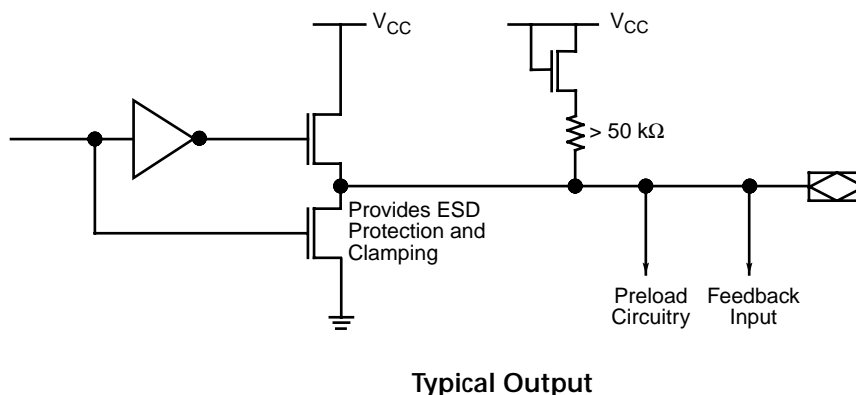 V_CC
V_CC
> 50 kΩ
Provides ESD
Protection and
Clamping
Preload
Circuitry
Feedback
Input
Typical Output